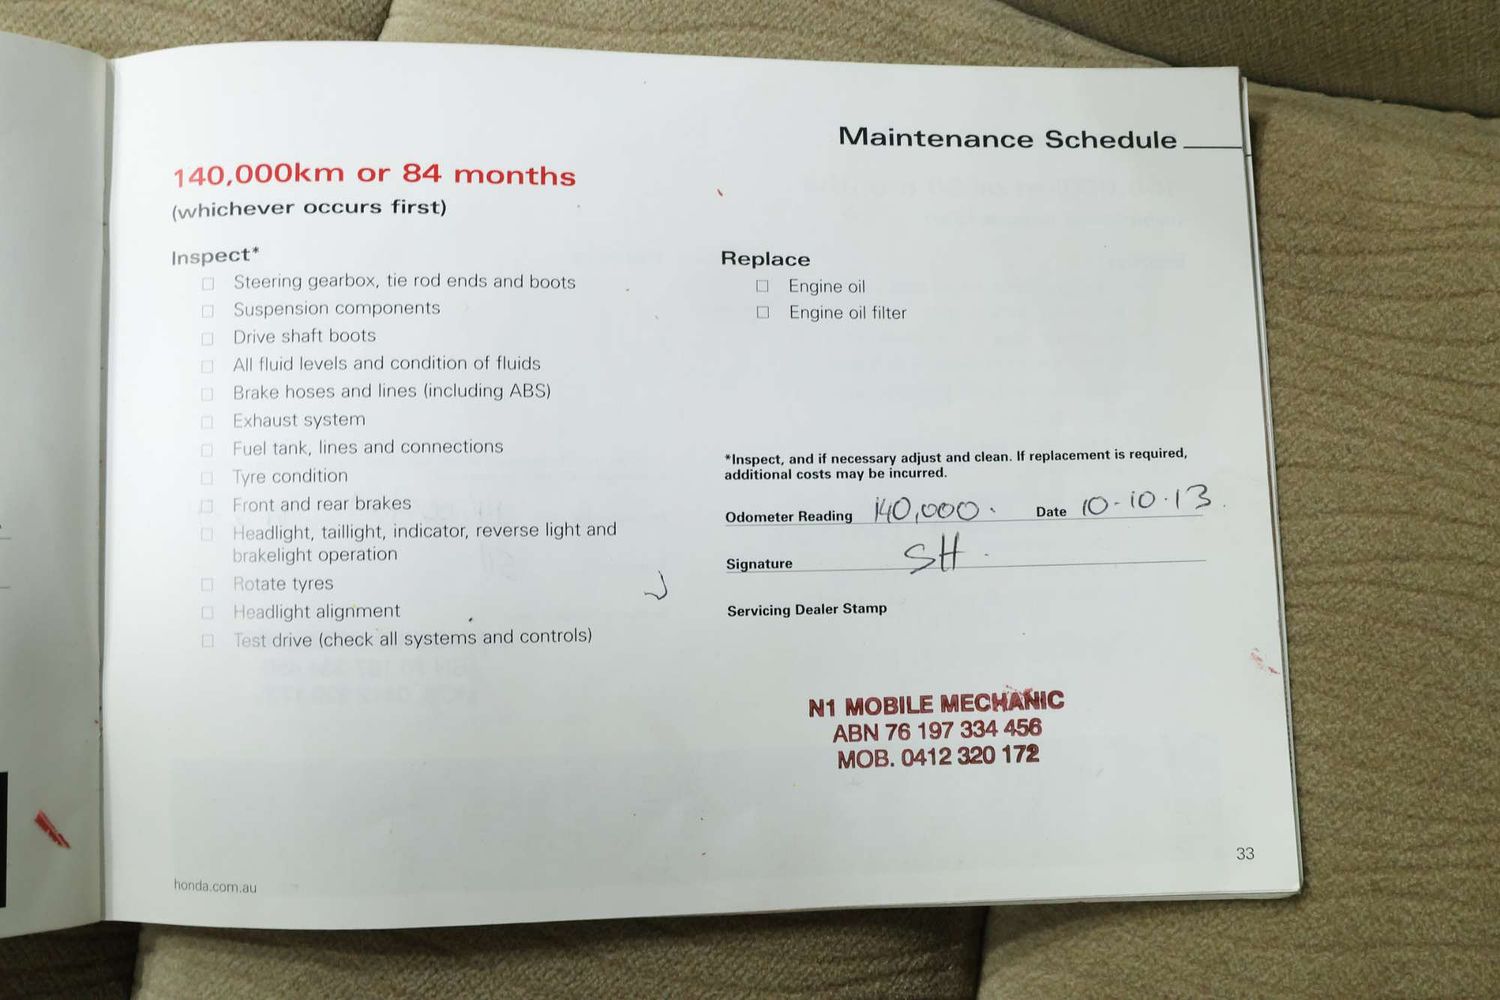 Maintenance Schedule
140,000km or 84 months
(whichever occurs first)
Inspect*
Steering gearbox, tie rod ends and boots
Suspension components
Drive shaft boots
All fluid levels and condition of fluids
Brake hoses and lines (including ABS)
Exhaust system
Fuel tank, lines and connections
Tyre condition
Front and rear brakes
Headlight, taillight, indicator, reverse light and
brakelight operation
Rotate tyres
Headlight alignment
Test drive (check all systems and controls)
Replace
Engine oil
Engine oil filter
*Inspect, and if necessary adjust and clean. If replacement is required,
additional costs may be incurred.
Odometer Reading 140,000. Date 10-10.13.
Signature SH.
Servicing Dealer Stamp
N1 MOBILE MECHANIC
ABN 76 197 334 456
MOB. 0412 320 172
33
honda.com.au